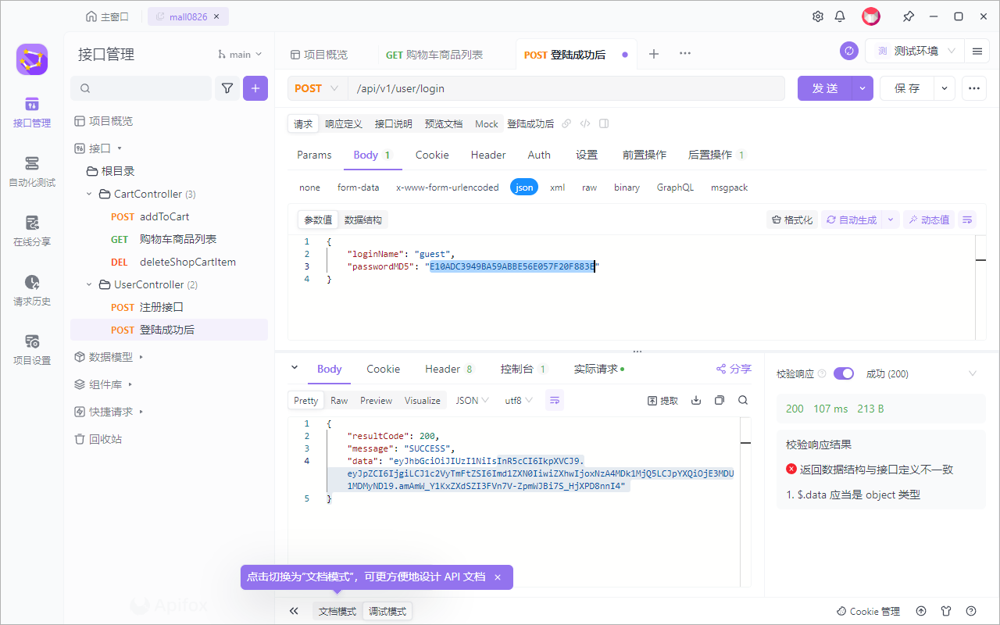 主窗口
mall0826
接口管理
main
项目概览
GET 购物车商品列表
POST 登陆成功后
测 测试环境
POST /api/v1/user/login
发 送
保 存
接口管理
自动化测试
在线分享
请求历史
项目设置
项目概览
接口
根目录
CartController (3)
POST addToCart
GET 购物车商品列表
DEL deleteShopCartItem
UserController (2)
POST 注册接口
POST 登陆成功后
数据模型
组件库
快捷请求
回收站
请求 响应定义 接口说明 预览文档 Mock 登陆成功后
Params Body 1 Cookie Header Auth 设置 前置操作 后置操作 1
none form-data x-www-form-urlencoded json xml raw binary GraphQL msgpack
参数值 数据结构
格式化 自动生成 动态值
1 {
2 "loginName": "guest",
3 "passwordMD5": "E10ADC3949BA59ABBE56E057F20F883E"
4 }
Body Cookie Header 8 控制台 1 实际请求
分享
Pretty Raw Preview Visualize JSON utf8
提取
1 {
2 "resultCode": 200,
3 "message": "SUCCESS",
4 "data": "eyJhbGciOiJIUzI1NiIsInR5cCI6IkpXVCJ9.
eyJpZCI6IjgiLCJ1c2VyTmFtZSI6Imd1ZXN0IiwiZXhwIjoxNzA4MDk1MjQ5LCJpYXQiOjE3MDU
1MDMyNDl9.amAmW_Y1KxZXdSZI3FVn7V-ZpmWJBi7S_HjXPD8nnI4"
5 }
校验响应
成功 (200)
200 107 ms 213 B
校验响应结果
返回数据结构与接口定义不一致
1. $.data 应当是 object 类型
点击切换为“文档模式”，可更方便地设计 API 文档
Apifox
文档模式 调试模式
Cookie 管理